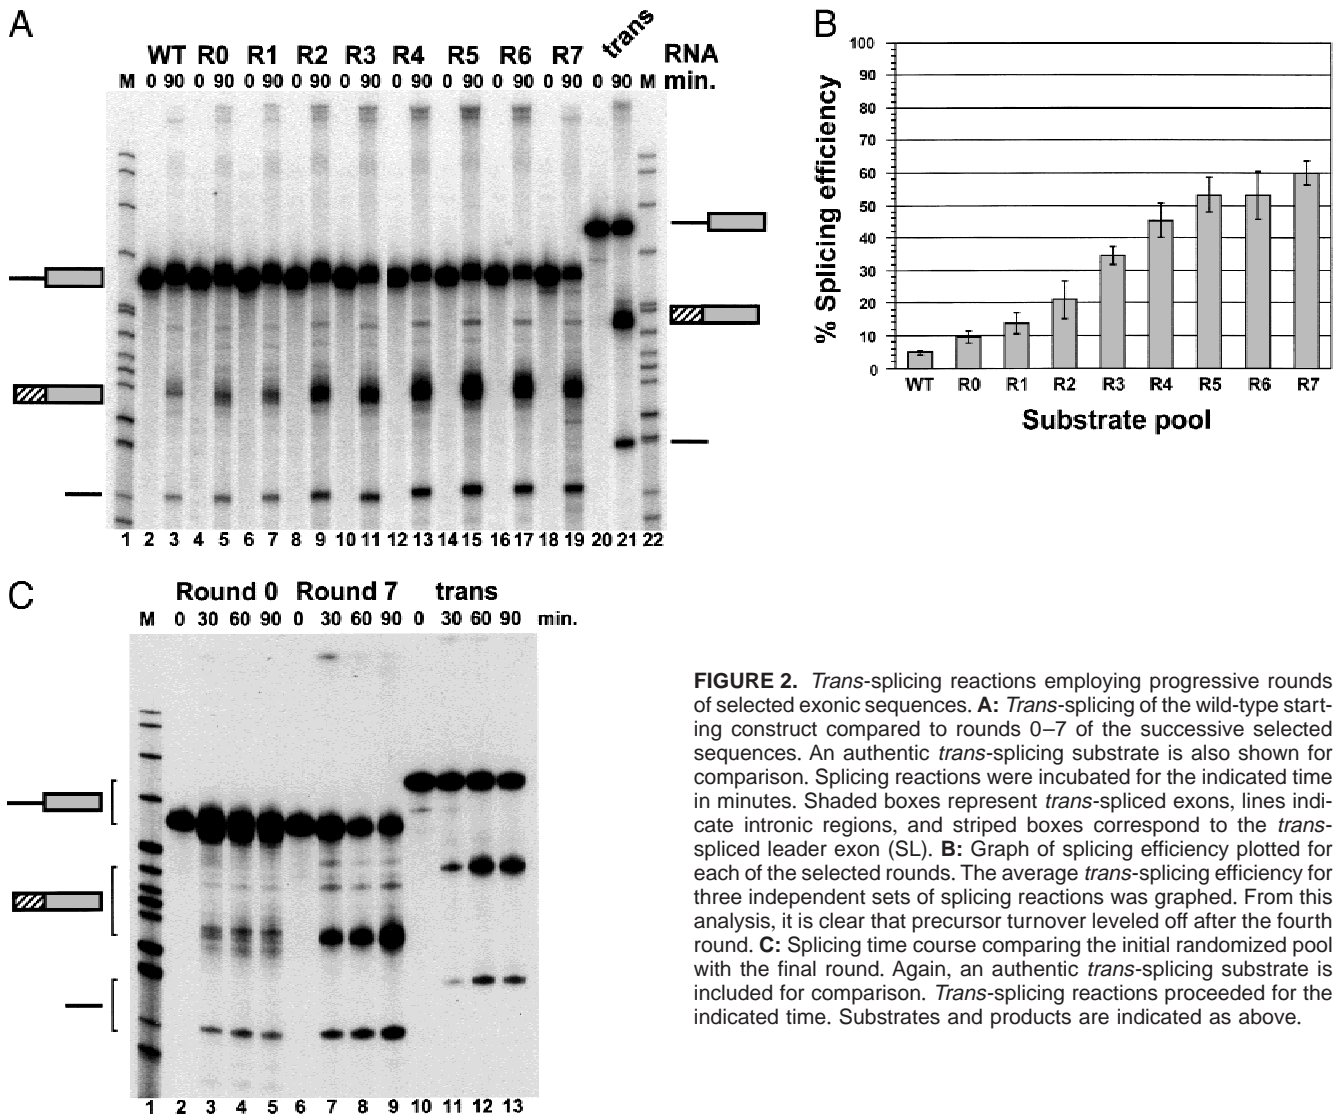 A
WT R0 R1 R2 R3 R4 R5 R6 R7 trans RNA
M 0 90 0 90 0 90 0 90 0 90 0 90 0 90 0 90 0 90 0 90 M min.
1 2 3 4 5 6 7 8 9 10 11 12 13 14 15 16 17 18 19 20 21 22
B
% Splicing efficiency
100
90
80
70
60
50
40
30
20
10
0
WT R0 R1 R2 R3 R4 R5 R6 R7
Substrate pool
C
Round 0 Round 7 trans
M 0 30 60 90 0 30 60 90 0 30 60 90 min.
1 2 3 4 5 6 7 8 9 10 11 12 13
FIGURE 2. Trans-splicing reactions employing progressive rounds
of selected exonic sequences. A: Trans-splicing of the wild-type start-
ing construct compared to rounds 0–7 of the successive selected
sequences. An authentic trans-splicing substrate is also shown for
comparison. Splicing reactions were incubated for the indicated time
in minutes. Shaded boxes represent trans-spliced exons, lines indi-
cate intronic regions, and striped boxes correspond to the trans-
spliced leader exon (SL). B: Graph of splicing efficiency plotted for
each of the selected rounds. The average trans-splicing efficiency for
three independent sets of splicing reactions was graphed. From this
analysis, it is clear that precursor turnover leveled off after the fourth
round. C: Splicing time course comparing the initial randomized pool
with the final round. Again, an authentic trans-splicing substrate is
included for comparison. Trans-splicing reactions proceeded for the
indicated time. Substrates and products are indicated as above.